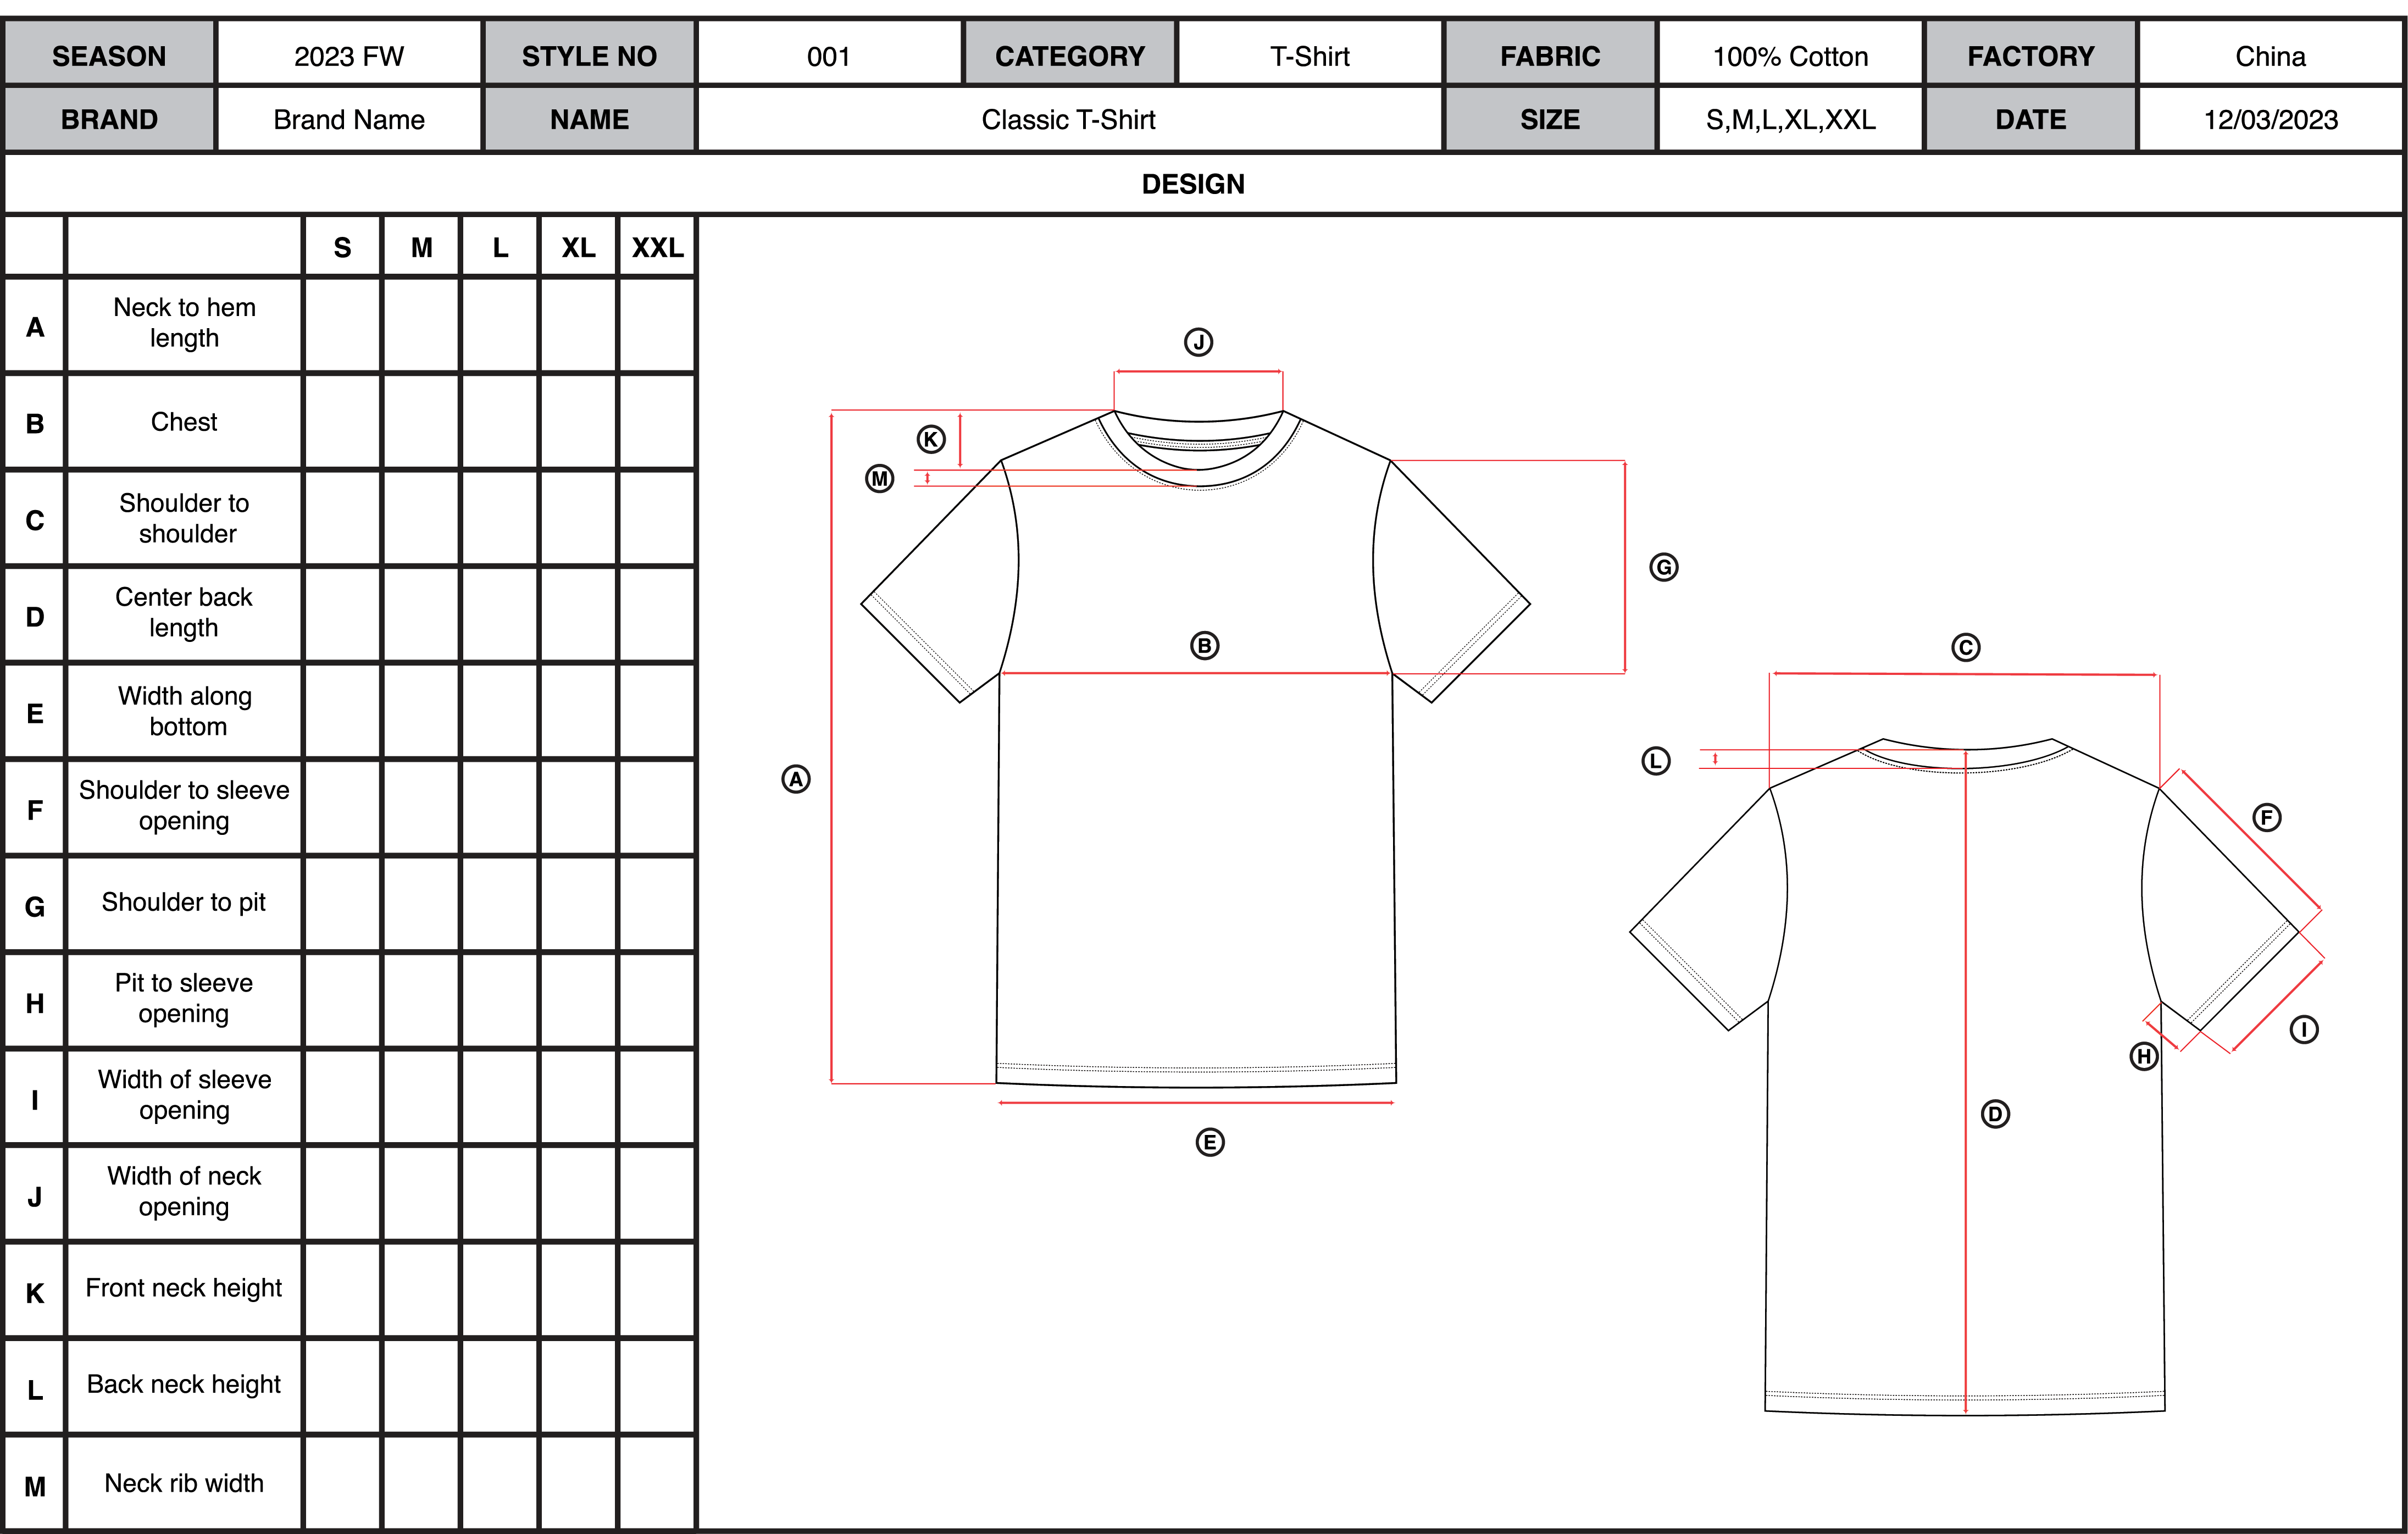 SEASON 2023 FW STYLE NO 001 CATEGORY T-Shirt FABRIC 100% Cotton FACTORY China
BRAND Brand Name NAME Classic T-Shirt SIZE S,M,L,XL,XXL DATE 12/03/2023
DESIGN
S M L XL XXL
A Neck to hem
length
B Chest
C Shoulder to
shoulder
D Center back
length
E Width along
bottom
F Shoulder to sleeve
opening
G Shoulder to pit
H Pit to sleeve
opening
I Width of sleeve
opening
J Width of neck
opening
K Front neck height
L Back neck height
M Neck rib width
J
K
M
G
B
A
E
C
L
F
I
H
D